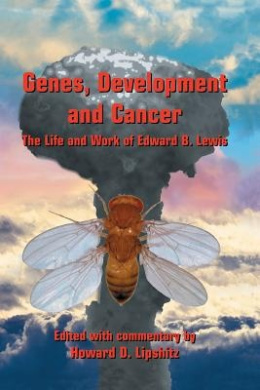 Genes, Development
and Cancer
The Life and Work of Edward B. Lewis
Edited with commentary by
Howard D. Lipshitz